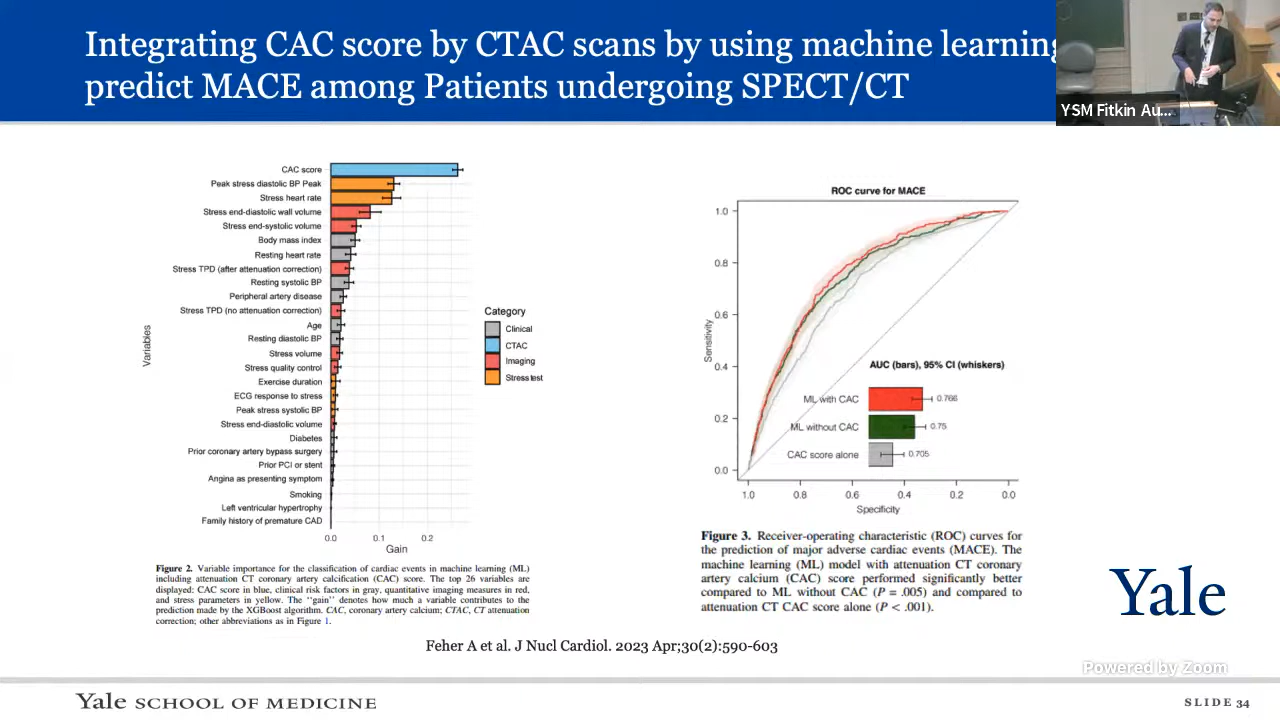 Integrating CAC score by CTAC scans by using machine learning
predict MACE among Patients undergoing SPECT/CT
YSM Fitkin Au...
CAC score
Peak stress diastolic BP Peak
Stress heart rate
Stress end-diastolic wall volume
Stress end-systolic volume
Body mass index
Resting heart rate
Stress TPD (after attenuation correction)
Resting systolic BP
Peripheral artery disease
Stress TPD (no attenuation correction)
Age
Resting diastolic BP
Stress volume
Stress quality control
Exercise duration
ECG response to stress
Peak stress systolic BP
Stress end-diastolic volume
Diabetes
Prior coronary artery bypass surgery
Prior PCI or stent
Angina as presenting symptom
Smoking
Left ventricular hypertrophy
Family history of premature CAD
Variables
0.0 0.1 0.2
Gain
Category
Clinical
CTAC
Imaging
Stress test
Figure 2. Variable importance for the classification of cardiac events in machine learning (ML)
including attenuation CT coronary artery calcification (CAC) score. The top 26 variables are
displayed: CAC score in blue, clinical risk factors in gray, quantitative imaging measures in red,
and stress parameters in yellow. The ''gain'' denotes how much a variable contributes to the
prediction made by the XGBoost algorithm. CAC, coronary artery calcium; CTAC, CT attenuation
correction; other abbreviations as in Figure 1.
ROC curve for MACE
1.0
0.8
0.6
0.4
0.2
0.0
Sensitivity
AUC (bars), 95% CI (whiskers)
ML with CAC 0.766
ML without CAC 0.75
CAC score alone 0.705
1.0 0.8 0.6 0.4 0.2 0.0
Specificity
Figure 3. Receiver-operating characteristic (ROC) curves for
the prediction of major adverse cardiac events (MACE). The
machine learning (ML) model with attenuation CT coronary
artery calcium (CAC) score performed significantly better
compared to ML without CAC (P = .005) and compared to
attenuation CT CAC score alone (P < .001).
Feher A et al. J Nucl Cardiol. 2023 Apr;30(2):590-603
Yale
Powered by Zoom
Yale SCHOOL OF MEDICINE
SLIDE 34